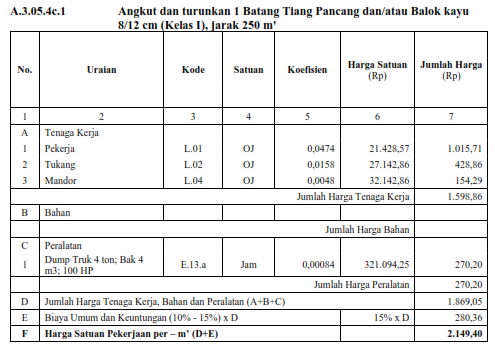 A.3.05.4c.1 Angkut dan turunkan 1 Batang Tiang Pancang dan/atau Balok kayu
8/12 cm (Kelas I), jarak 250 m'
No. Uraian Kode Satuan Koefisien Harga Satuan (Rp) Jumlah Harga (Rp)
1 2 3 4 5 6 7
A Tenaga Kerja
1 Pekerja L.01 OJ 0,0474 21.428,57 1.015,71
2 Tukang L.02 OJ 0,0158 27.142,86 428,86
3 Mandor L.04 OJ 0,0048 32.142,86 154,29
Jumlah Harga Tenaga Kerja 1.598,86
B Bahan
Jumlah Harga Bahan
C Peralatan
1 Dump Truk 4 ton; Bak 4 m3; 100 HP E.13.a Jam 0,00084 321.094,25 270,20
Jumlah Harga Peralatan 270,20
D Jumlah Harga Tenaga Kerja, Bahan dan Peralatan (A+B+C) 1.869,05
E Biaya Umum dan Keuntungan (10% - 15%) x D 15% x D 280,36
F Harga Satuan Pekerjaan per – m' (D+E) 2.149,40